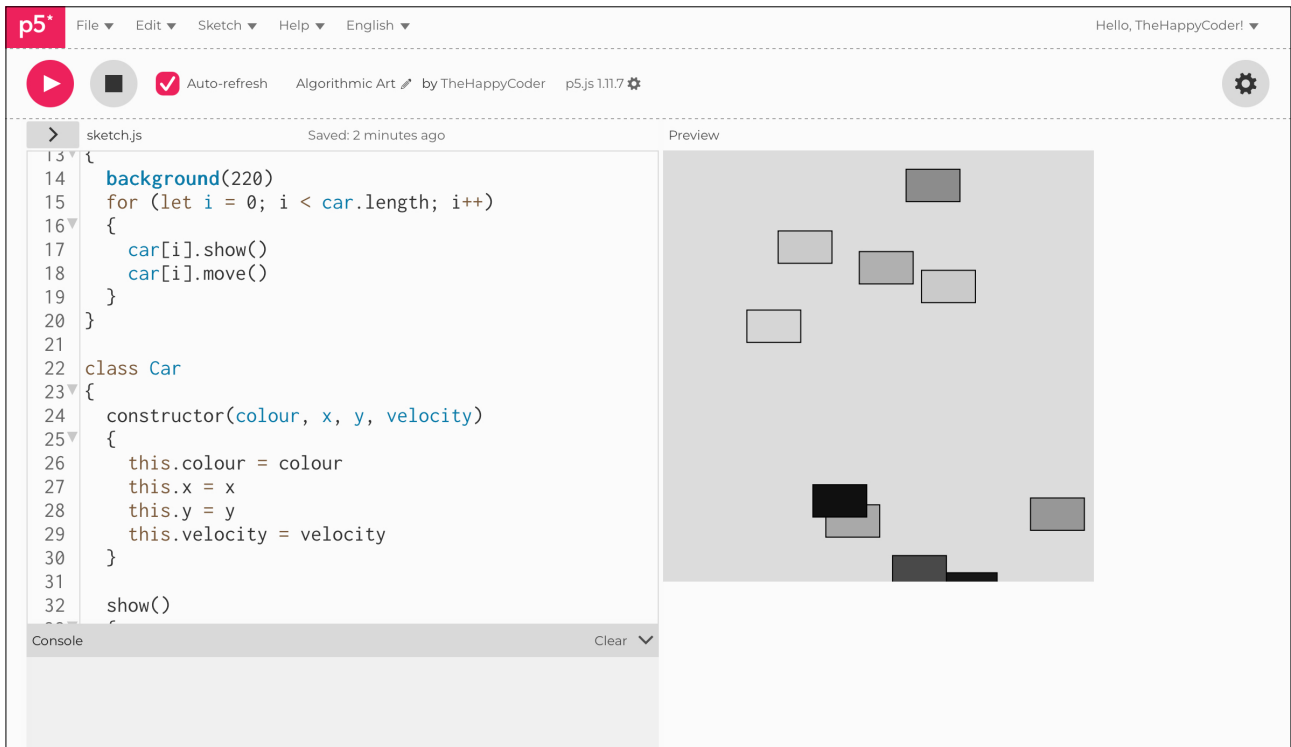 p5* File Edit Sketch Help English Hello, TheHappyCoder!
Auto-refresh Algorithmic Art by TheHappyCoder p5.js 1.11.7
sketch.js Saved: 2 minutes ago Preview
13 {
14 background(220)
15 for (let i = 0; i < car.length; i++)
16 {
17 car[i].show()
18 car[i].move()
19 }
20 }
21
22 class Car
23 {
24 constructor(colour, x, y, velocity)
25 {
26 this.colour = colour
27 this.x = x
28 this.y = y
29 this.velocity = velocity
30 }
31
32 show()
Console Clear